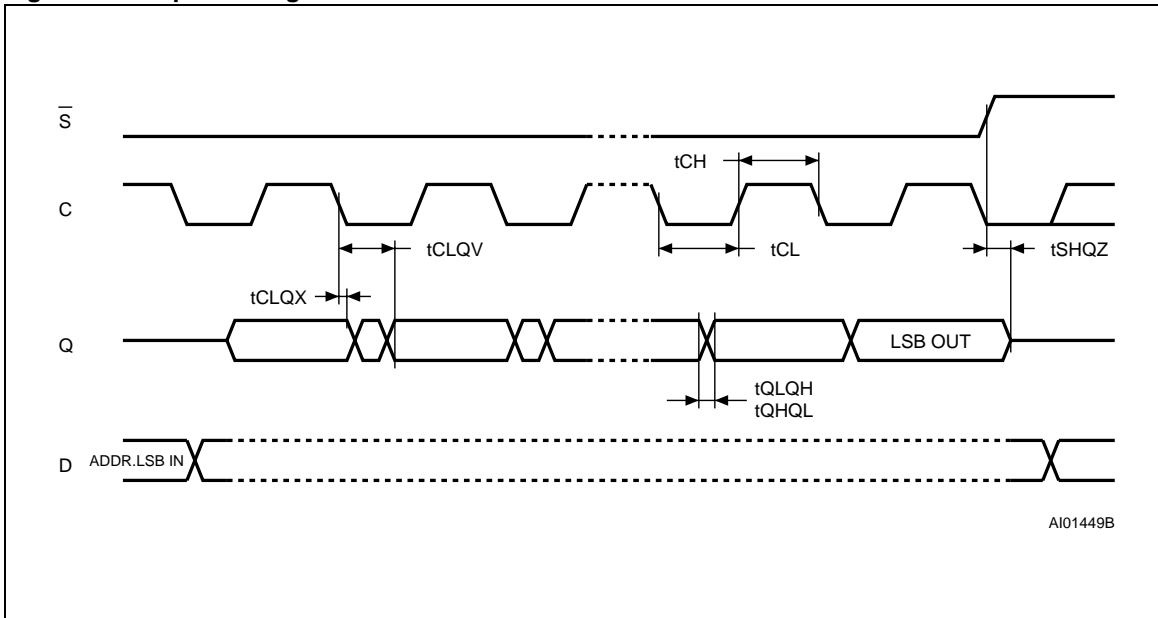 S
tCH
C
tCLQV
tCL
tSHQZ
tCLQX
Q
LSB OUT
tQLQH
tQHQL
D
ADDR.LSB IN
AI01449B